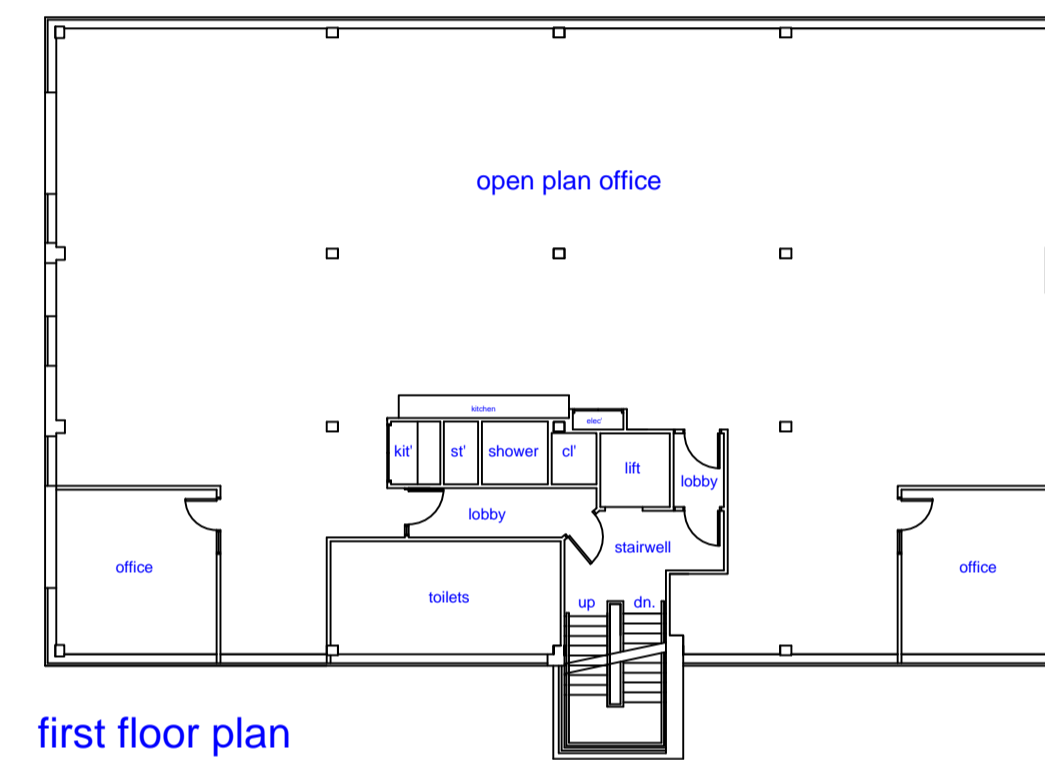 open plan office
kitchen
elec'
kit'
st'
shower
cl'
lift
lobby
lobby
stairwell
office
office
toilets
up
dn.
first floor plan